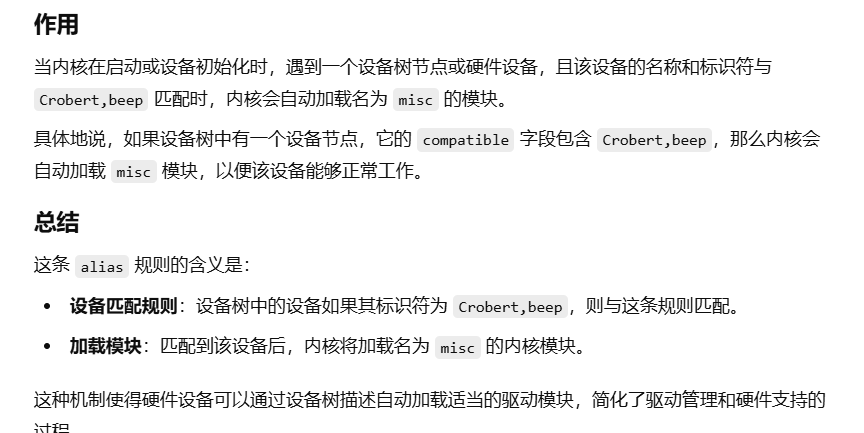 作用
当内核在启动或设备初始化时，遇到一个设备树节点或硬件设备，且该设备的名称和标识符与
Crobert,beep 匹配时，内核会自动加载名为 misc 的模块。
具体地说，如果设备树中有一个设备节点，它的 compatible 字段包含 Crobert,beep，那么内核会
自动加载 misc 模块，以便该设备能够正常工作。
总结
这条 alias 规则的含义是：
• 设备匹配规则：设备树中的设备如果其标识符为 Crobert,beep，则与这条规则匹配。
• 加载模块：匹配到该设备后，内核将加载名为 misc 的内核模块。
这种机制使得硬件设备可以通过设备树描述自动加载适当的驱动模块，简化了驱动管理和硬件支持的
过程